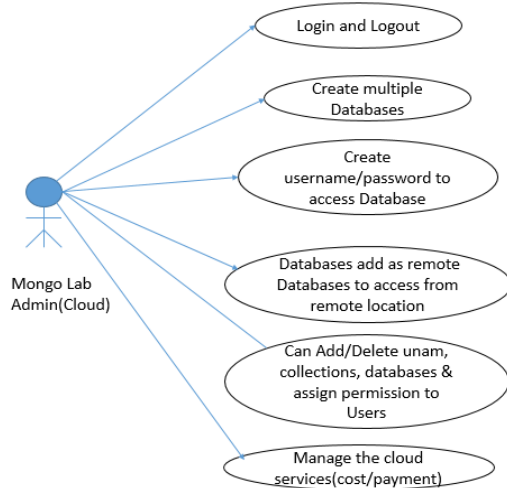 Login and Logout
Create multiple
Databases
Create
username/password to
access Database
Mongo Lab
Admin(Cloud)
Databases add as remote
Databases to access from
remote location
Can Add/Delete unam,
collections, databases &
assign permission to
Users
Manage the cloud
services(cost/payment)